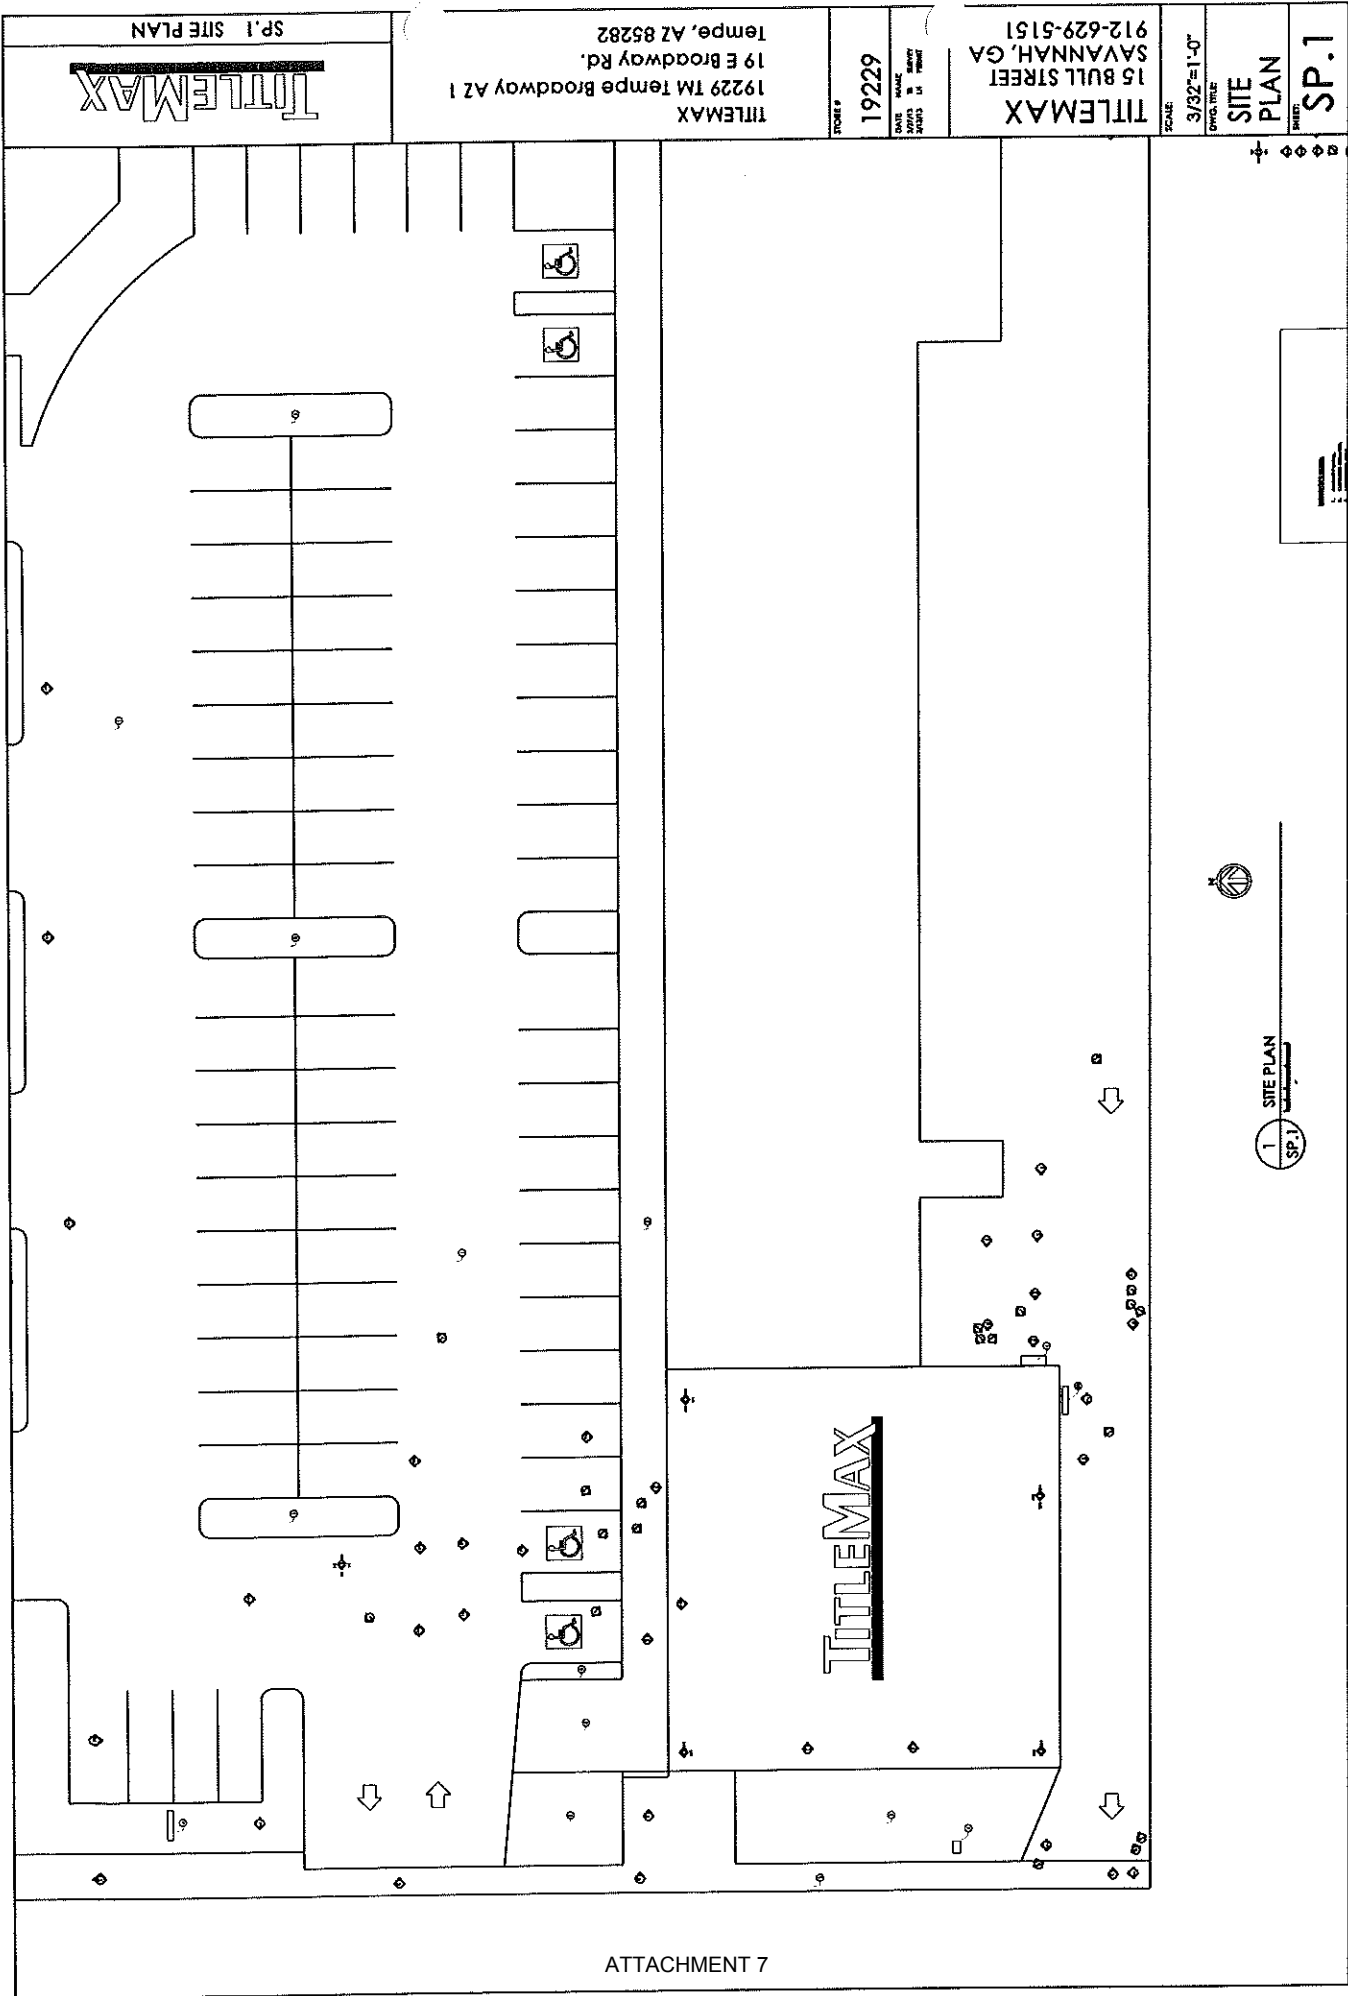 SP.1 SITE PLAN
TITLEMAX
TITLEMAX
19229 TM Tempe Broadway AZ 1
19 E Broadway Rd.
Tempe, AZ 85282
STORE #
19229
DATE NAME
TITLEMAX
15 BULL STREET
SAVANNAH, GA
912-629-5151
SCALE:
3/32"=1'-0"
DWG. TITLE:
SITE
PLAN
SHEET:
SP.1
N
1
SP.1
SITE PLAN
TITLEMAX
ATTACHMENT 7